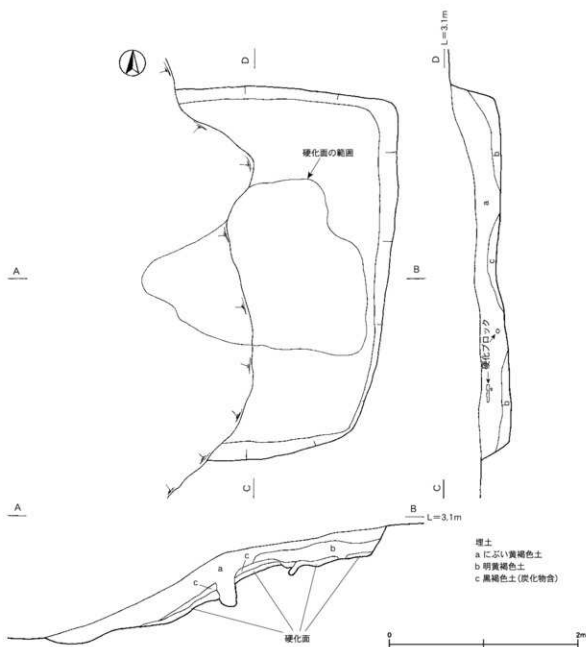 D
L=3.1m
D
硬化面の範囲
b
a
c
A
B
硬化ブロック
b
C
C
A
B
L=3.1m
c
b
a
c
硬化面
埋土
a にぶい黄褐色土
b 明黄褐色土
c 黒褐色土(炭化物含)
0
2m